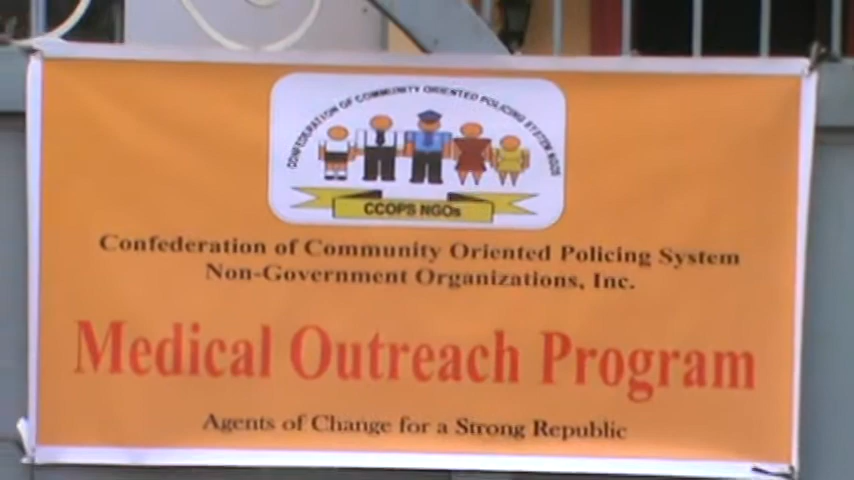 CONFEDERATION OF COMMUNITY ORIENTED POLICING SYSTEM NGOS
CCOPS NGOs
Confederation of Community Oriented Policing System
Non-Government Organizations, Inc.
Medical Outreach Program
Agents of Change for a Strong Republic